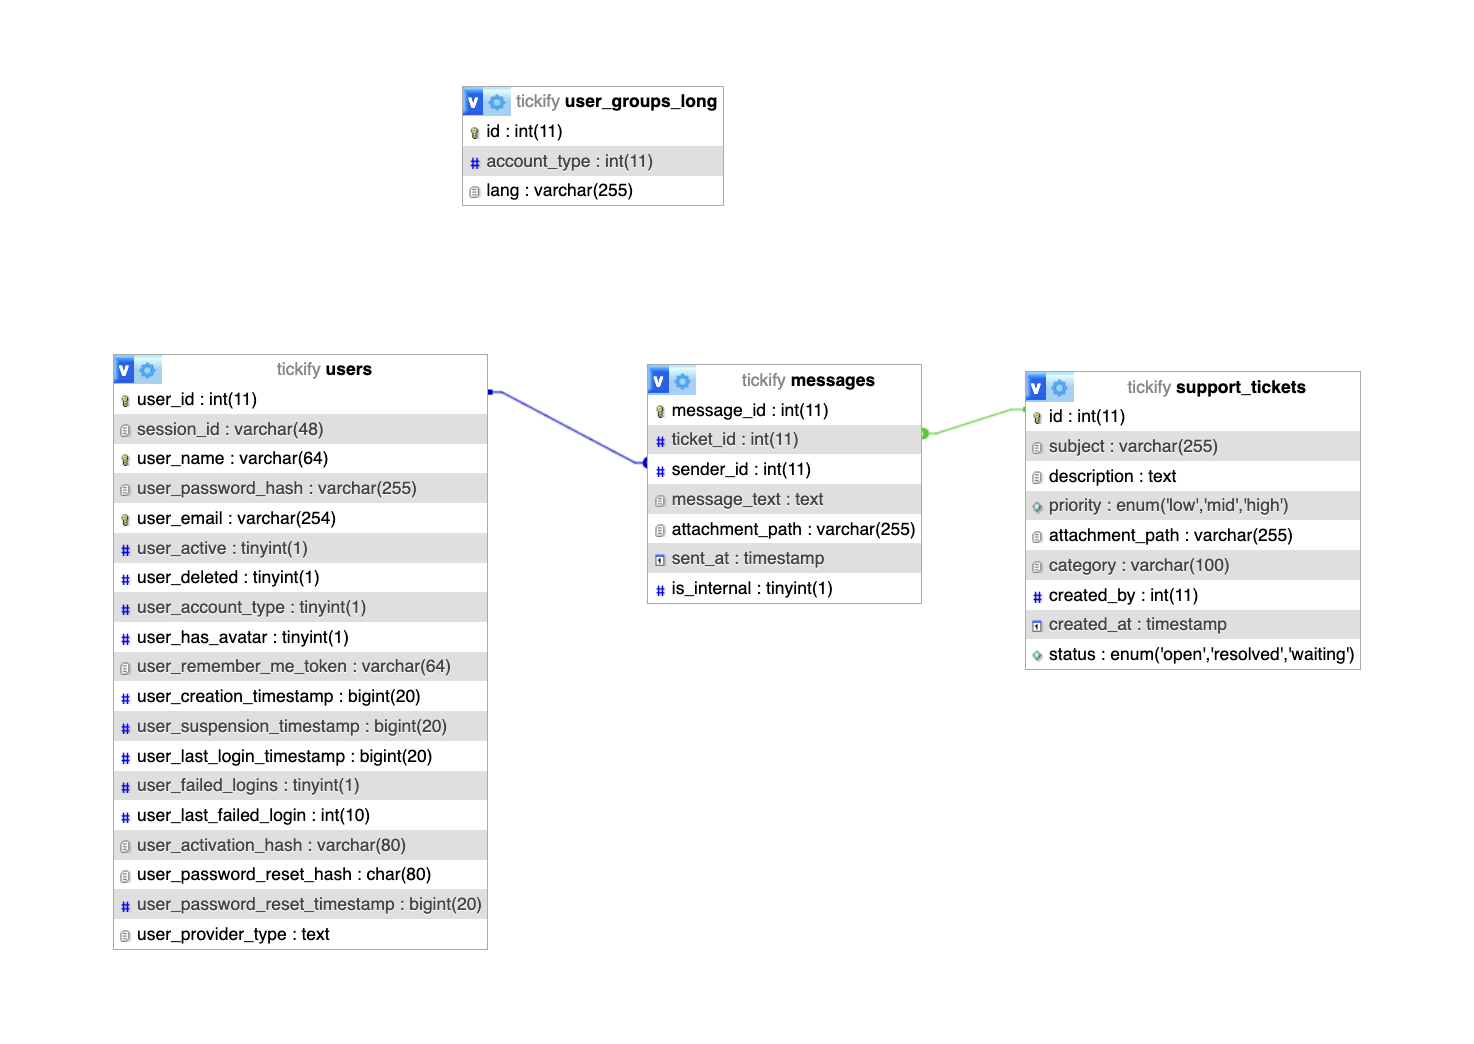 v tickify user_groups_long
id : int(11)
# account_type : int(11)
lang : varchar(255)
v tickify users
user_id : int(11)
session_id : varchar(48)
user_name : varchar(64)
user_password_hash : varchar(255)
user_email : varchar(254)
# user_active : tinyint(1)
# user_deleted : tinyint(1)
# user_account_type : tinyint(1)
# user_has_avatar : tinyint(1)
user_remember_me_token : varchar(64)
# user_creation_timestamp : bigint(20)
# user_suspension_timestamp : bigint(20)
# user_last_login_timestamp : bigint(20)
# user_failed_logins : tinyint(1)
# user_last_failed_login : int(10)
user_activation_hash : varchar(80)
user_password_reset_hash : char(80)
# user_password_reset_timestamp : bigint(20)
user_provider_type : text
v tickify messages
message_id : int(11)
# ticket_id : int(11)
# sender_id : int(11)
message_text : text
attachment_path : varchar(255)
sent_at : timestamp
# is_internal : tinyint(1)
v tickify support_tickets
id : int(11)
subject : varchar(255)
description : text
priority : enum('low','mid','high')
attachment_path : varchar(255)
category : varchar(100)
# created_by : int(11)
created_at : timestamp
status : enum('open','resolved','waiting')